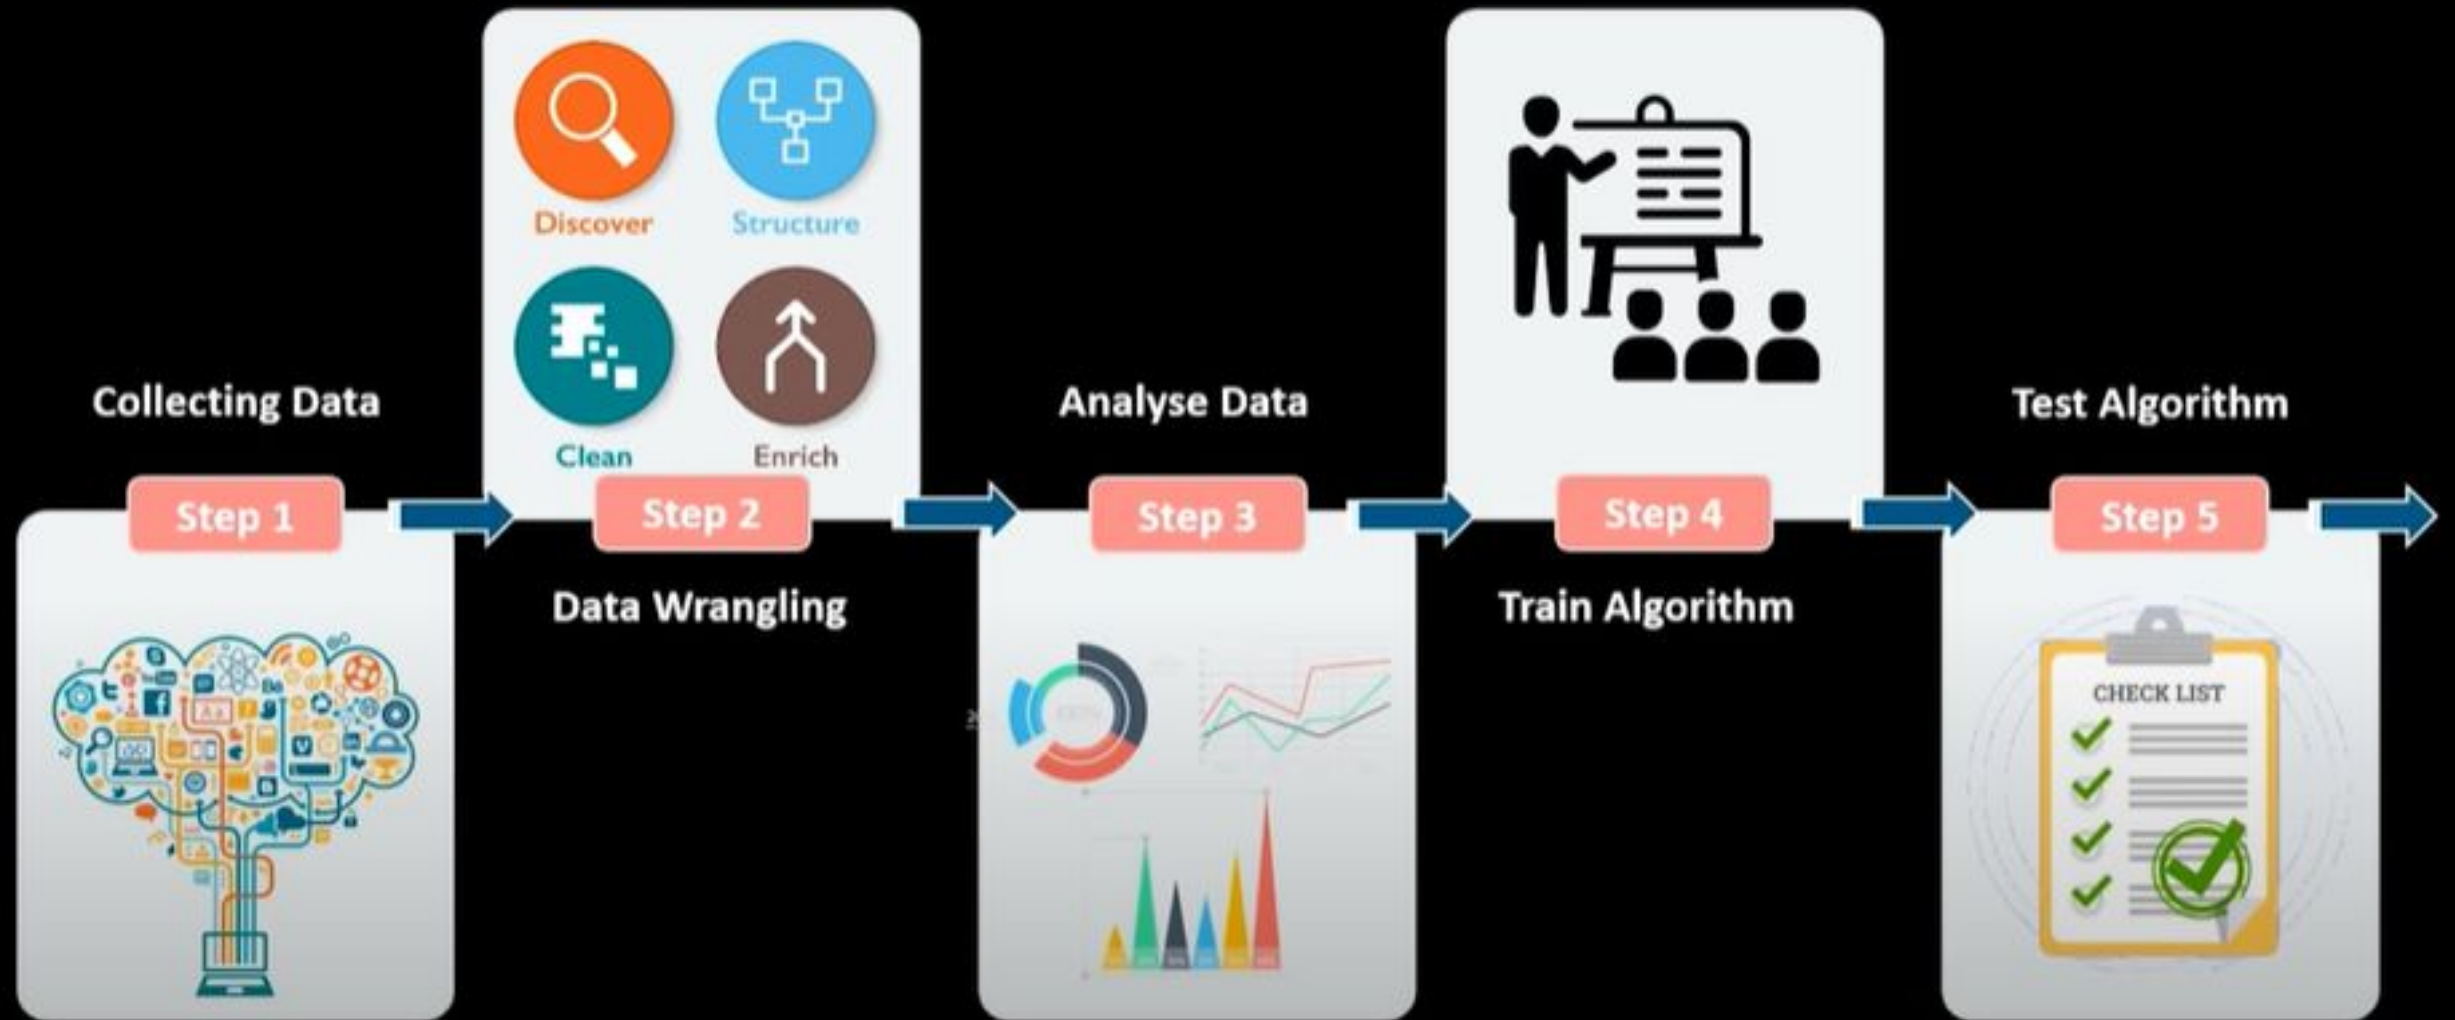 Collecting Data
Step 1
Discover
Structure
Clean
Enrich
Step 2
Data Wrangling
Analyse Data
Step 3
Step 4
Train Algorithm
Test Algorithm
Step 5
CHECK LIST